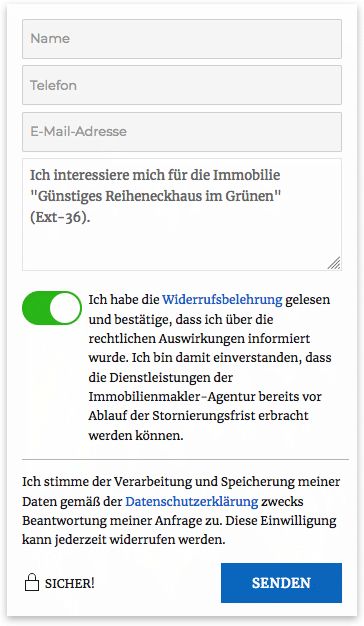 Name
Telefon
E-Mail-Adresse
Ich interessiere mich für die Immobilie
"Günstiges Reiheneckhaus im Grünen"
(Ext-36).
Ich habe die Widerrufsbelehrung gelesen
und bestätige, dass ich über die
rechtlichen Auswirkungen informiert
wurde. Ich bin damit einverstanden, dass
die Dienstleistungen der
Immobilienmakler-Agentur bereits vor
Ablauf der Stornierungsfrist erbracht
werden können.
Ich stimme der Verarbeitung und Speicherung meiner
Daten gemäß der Datenschutzerklärung zwecks
Beantwortung meiner Anfrage zu. Diese Einwilligung
kann jederzeit widerrufen werden.
SICHER!
SENDEN